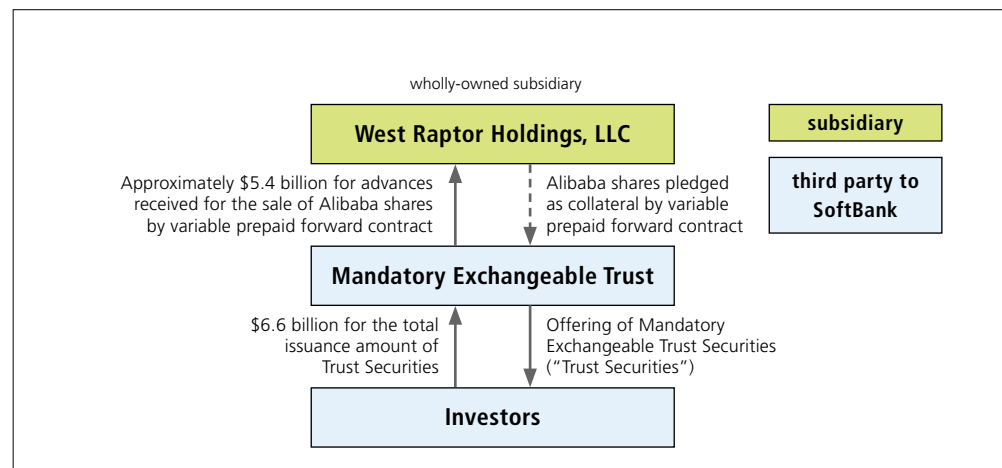 wholly-owned subsidiary
West Raptor Holdings, LLC
subsidiary
third party to
SoftBank
Approximately $5.4 billion for advances
received for the sale of Alibaba shares
by variable prepaid forward contract
Alibaba shares pledged
as collateral by variable
prepaid forward contract
Mandatory Exchangeable Trust
$6.6 billion for the total
issuance amount of
Trust Securities
Offering of Mandatory
Exchangeable Trust Securities
(“Trust Securities”)
Investors